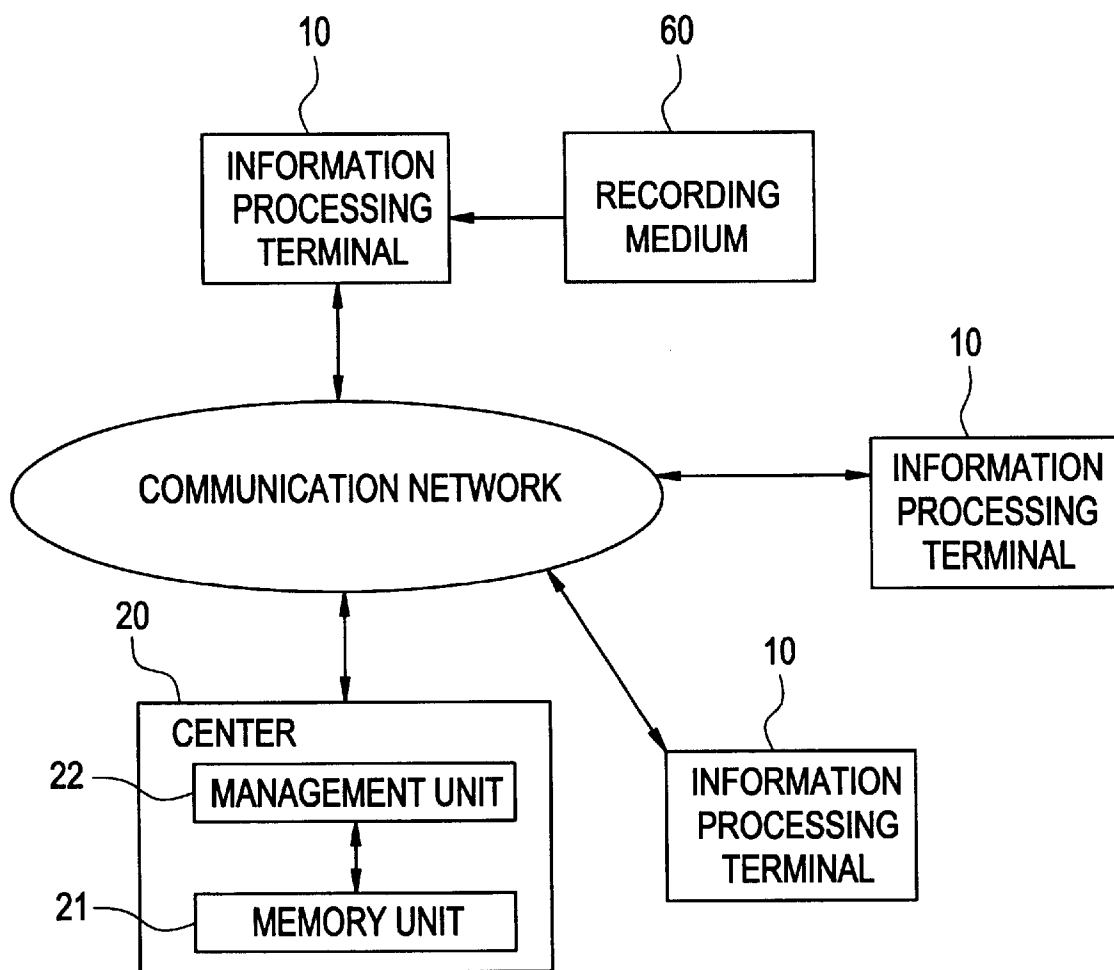 10
60
INFORMATION
PROCESSING
TERMINAL
RECORDING
MEDIUM
10
INFORMATION
PROCESSING
TERMINAL
COMMUNICATION NETWORK
20
CENTER
22
MANAGEMENT UNIT
21
MEMORY UNIT
10
INFORMATION
PROCESSING
TERMINAL